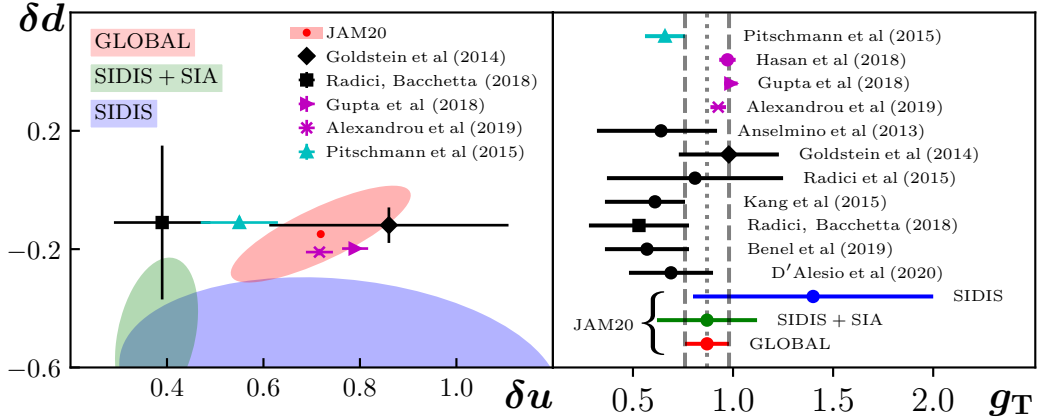 δd
GLOBAL
SIDIS + SIA
SIDIS
JAM20
Goldstein et al (2014)
Radici, Bacchetta (2018)
Gupta et al (2018)
Alexandrou et al (2019)
Pitschmann et al (2015)
0.2
−0.2
−0.6
0.4
0.6
0.8
1.0
δu
Pitschmann et al (2015)
Hasan et al (2018)
Gupta et al (2018)
Alexandrou et al (2019)
Anselmino et al (2013)
Goldstein et al (2014)
Radici et al (2015)
Kang et al (2015)
Radici, Bacchetta (2018)
Benel et al (2019)
D′Alesio et al (2020)
SIDIS
JAM20 { SIDIS + SIA
GLOBAL
0.5
1.0
1.5
2.0
gT